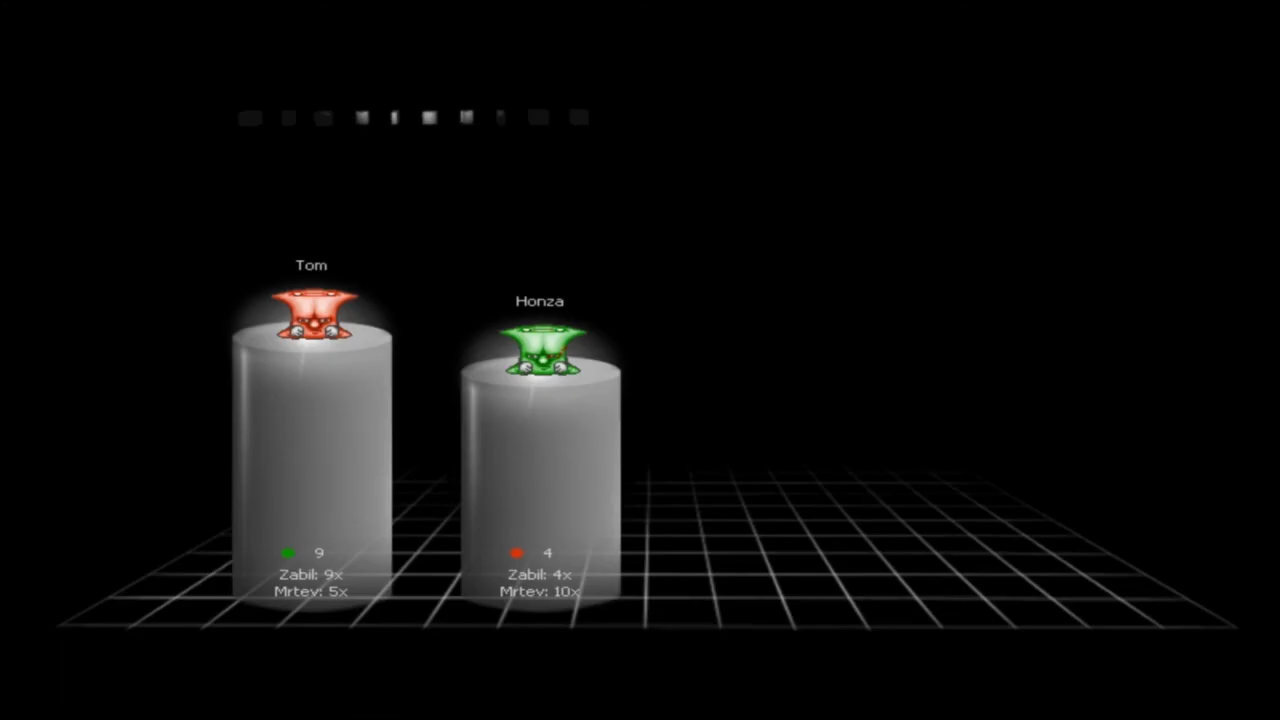 Tom
Honza
9
Zabil: 9x
Mrtev: 5x
4
Zabil: 4x
Mrtev: 10x